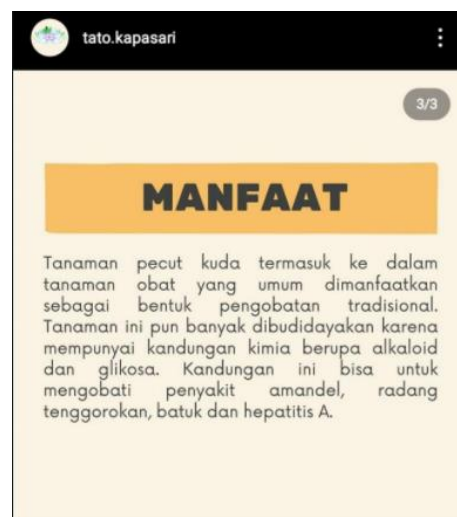 tato.kapasari
3/3
MANFAAT
Tanaman pecut kuda termasuk ke dalam
tanaman obat yang umum dimanfaatkan
sebagai bentuk pengobatan tradisional.
Tanaman ini pun banyak dibudidayakan karena
mempunyai kandungan kimia berupa alkaloid
dan glikosa. Kandungan ini bisa untuk
mengobati penyakit amandel, radang
tenggorokan, batuk dan hepatitis A.